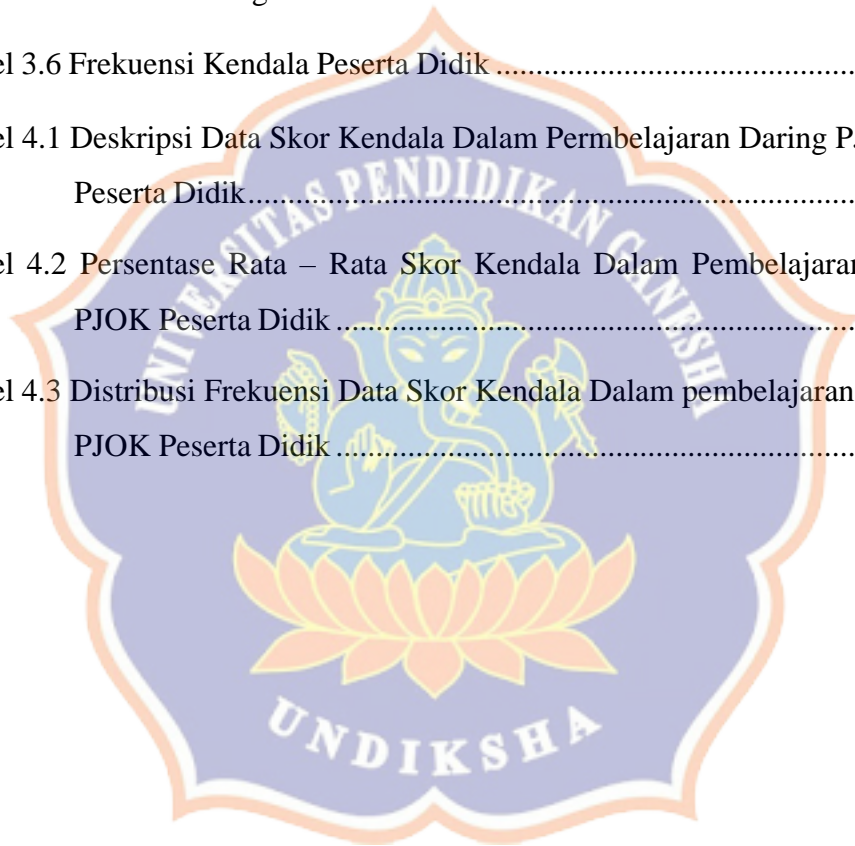 el 3.6 Frekuensi Kendala Peserta Didik ................................................
el 4.1 Deskripsi Data Skor Kendala Dalam Permbelajaran Daring P
Peserta Didik................................................................................
el 4.2 Persentase Rata – Rata Skor Kendala Dalam Pembelajaran
PJOK Peserta Didik .....................................................................
el 4.3 Distribusi Frekuensi Data Skor Kendala Dalam pembelajaran
PJOK Peserta Didik .....................................................................
UNIVERSITAS PENDIDIKAN GANESHA
UNDIKSHA